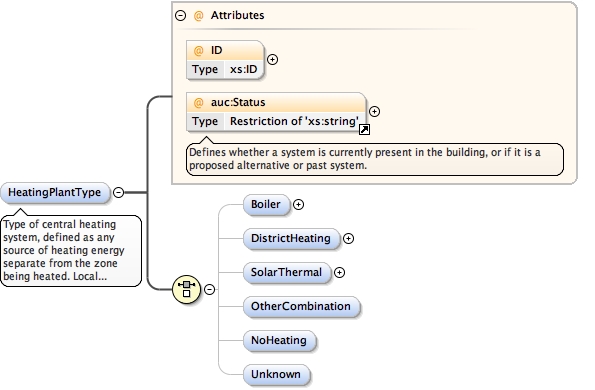 @ Attributes
@ ID
Type xs:ID
@ auc:Status
Type Restriction of 'xs:string'
Defines whether a system is currently present in the building, or if it is a
proposed alternative or past system.
HeatingPlantType
Type of central heating
system, defined as any
source of heating energy
separate from the zone
being heated. Local...
Boiler
DistrictHeating
SolarThermal
OtherCombination
NoHeating
Unknown